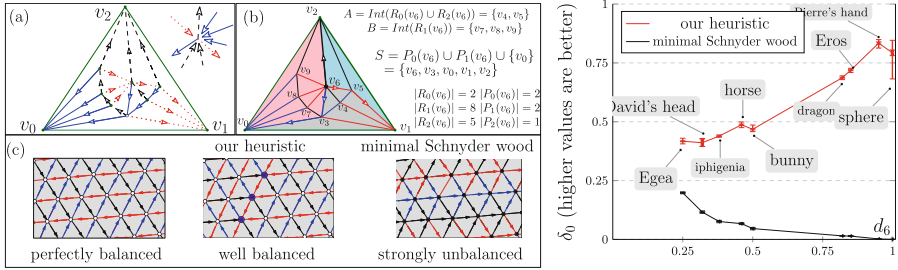 (a)
v₂
v₀
v₁
(b)
v₂
A = Int(R₀(v₆) ∪ R₂(v₆)) = {v₄, v₅}
B = Int(R₁(v₆)) = {v₇, v₈, v₉}
S = P₀(v₆) ∪ P₁(v₆) ∪ {v₀}
= {v₆, v₃, v₀, v₁, v₂}
|R₀(v₆)| = 2 |P₀(v₆)| = 2
|R₁(v₆)| = 8 |P₁(v₆)| = 2
|R₂(v₆)| = 5 |P₂(v₆)| = 1
v₉
v₆
v₅
v₈
v₄
v₇
v₃
v₀
v₁
(c)
our heuristic
minimal Schnyder wood
perfectly balanced
well balanced
strongly unbalanced
δ₀ (higher values are better)
1
0.75
0.5
0.25
0
our heuristic
minimal Schnyder wood
Pierre's hand
Eros
dragon
sphere
horse
David's head
iphigenia
bunny
Egea
d₆
0.25
0.5
0.75
1